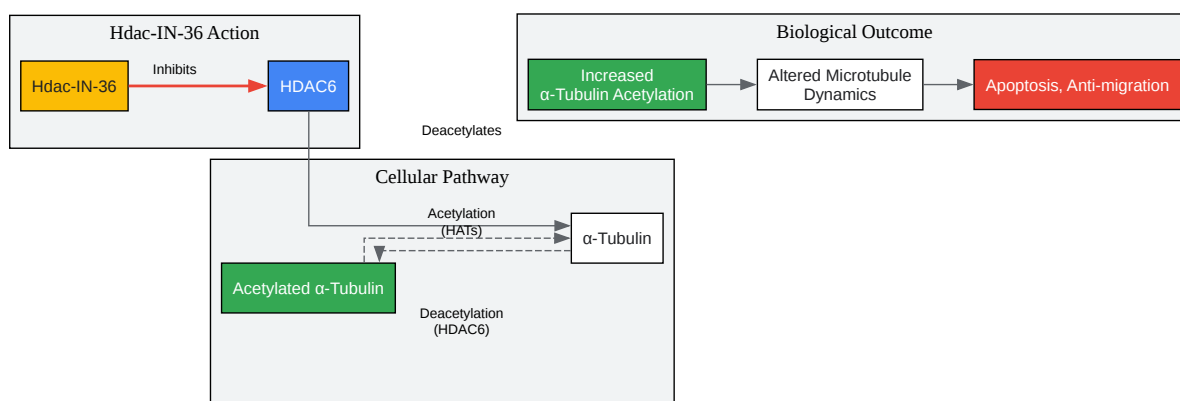 Hdac-IN-36 Action
Inhibits
Hdac-IN-36
HDAC6
Biological Outcome
Increased
α-Tubulin Acetylation
Altered Microtubule
Dynamics
Apoptosis, Anti-migration
Deacetylates
Cellular Pathway
Acetylation
(HATs)
α-Tubulin
Acetylated α-Tubulin
Deacetylation
(HDAC6)